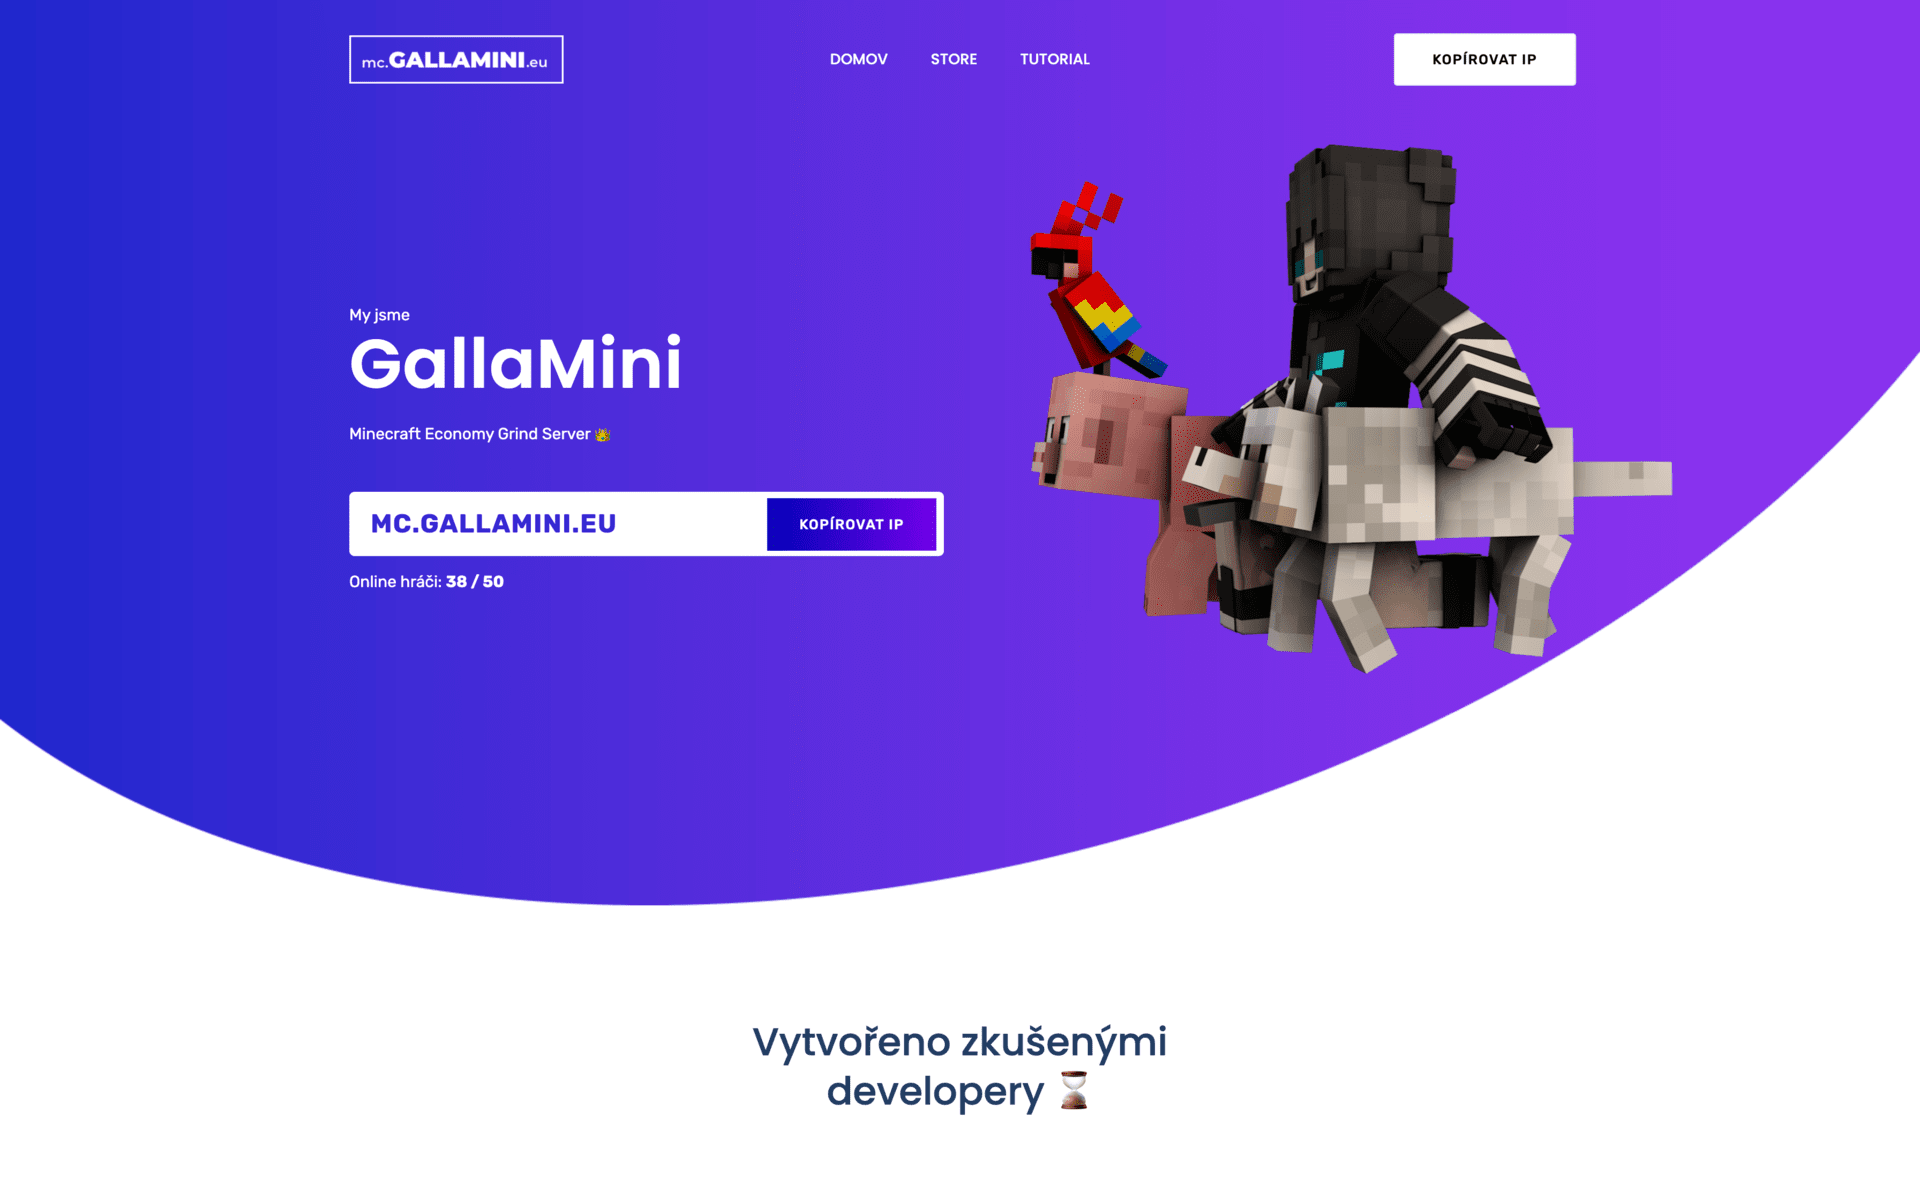 mc.GALLAMINI.eu
DOMOV
STORE
TUTORIAL
KOPÍROVAT IP
My jsme
GallaMini
Minecraft Economy Grind Server
MC.GALLAMINI.EU
KOPÍROVAT IP
Online hráči: 38 / 50
Vytvořeno zkušenými
developery